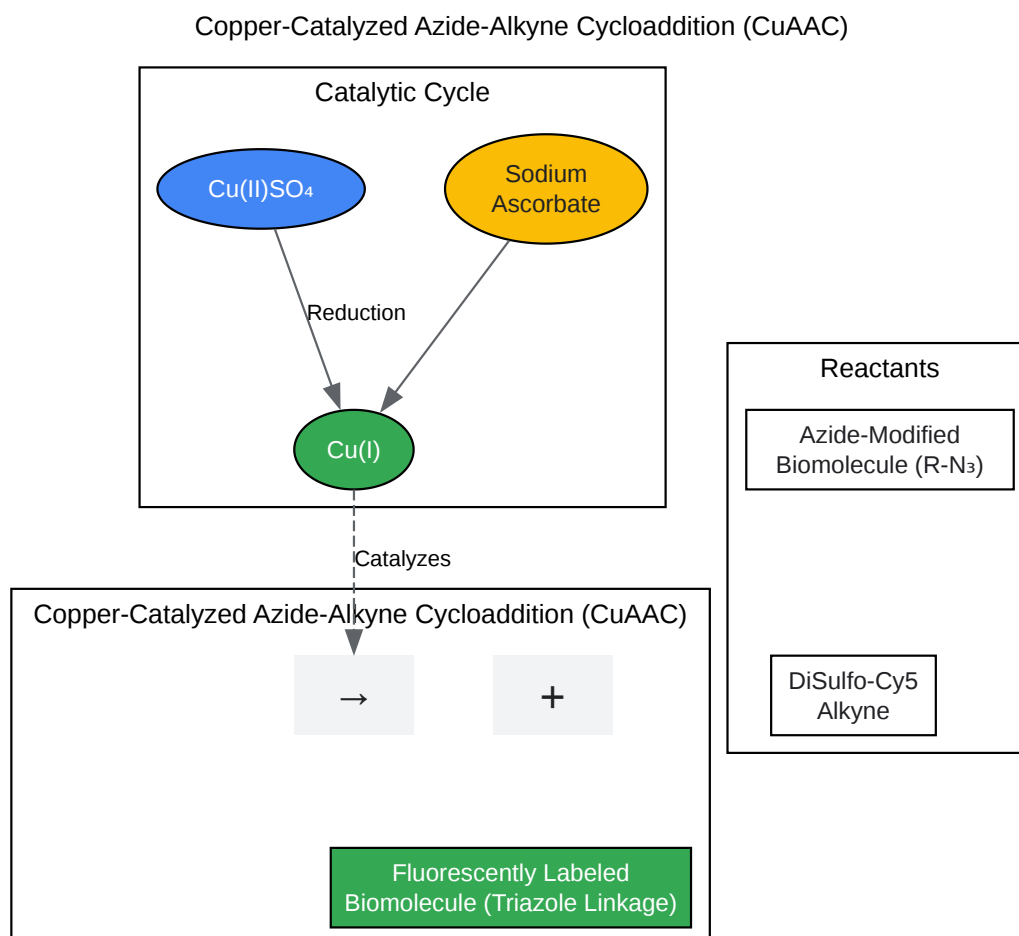 Copper-Catalyzed Azide-Alkyne Cycloaddition (CuAAC)
Catalytic Cycle
Cu(II)SO₄
Sodium
Ascorbate
Reduction
Cu(I)
Catalyzes
Reactants
Azide-Modified
Biomolecule (R-N₃)
DiSulfo-Cy5
Alkyne
Copper-Catalyzed Azide-Alkyne Cycloaddition (CuAAC)
→
+
Fluorescently Labeled
Biomolecule (Triazole Linkage)